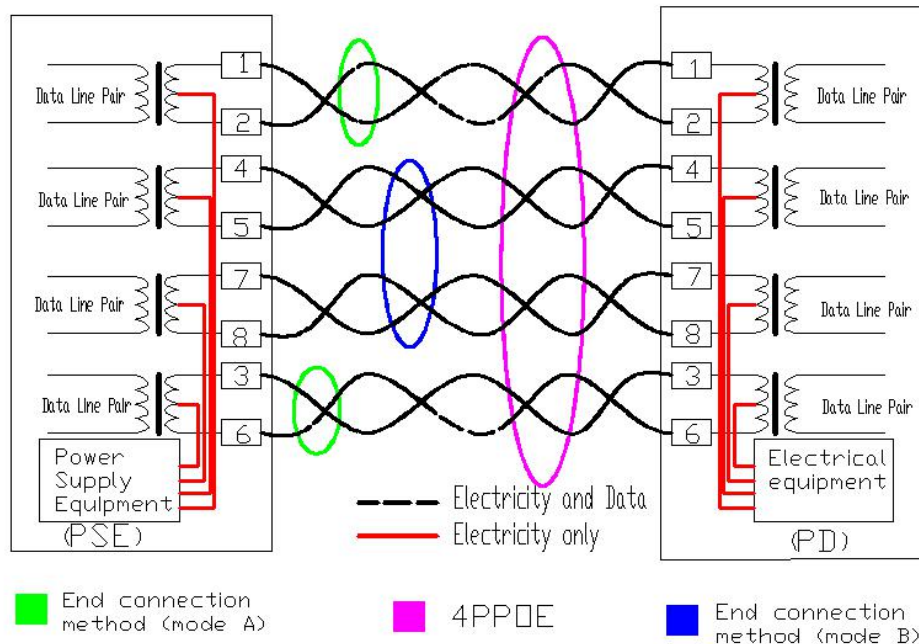 1
1
Data Line Pair
Data Line Pair
2
2
4
4
Data Line Pair
Data Line Pair
5
5
7
7
Data Line Pair
Data Line Pair
8
8
3
3
Data Line Pair
Data Line Pair
6
6
Power
Supply
Equlpment
(PSE)
Electrical
equipment
(PD)
Electricity and Data
Electricity only
End connection
method (mode A)
4PPOE
End connection
method (mode B)